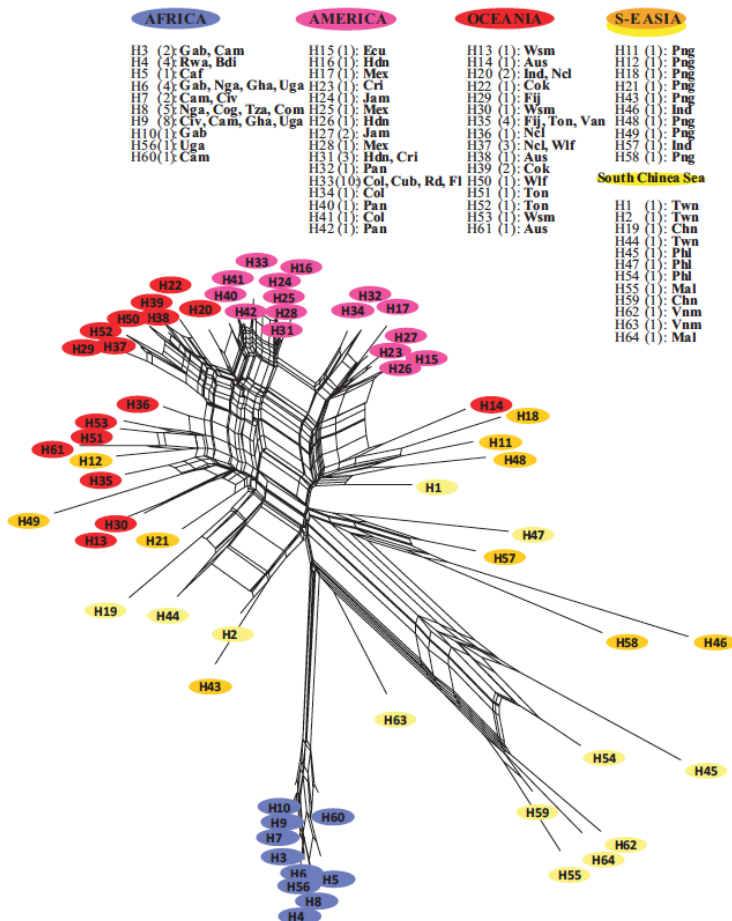 AFRICA
H3 (2): Gab, Cam
H4 (4): Rwa, Bdi
H5 (1): Caf
H6 (4): Gab, Nga, Gha, Uga
H7 (2): Cam, Civ
H8 (5): Nga, Cog, Tza, Com
H9 (8): Civ, Cam, Gha, Uga
H10(1): Gab
H56(1): Uga
H60(1): Cam
AMERICA
H15 (1): Ecu
H16 (1): Hdn
H17 (1): Mex
H23 (1): Cri
H24 (1): Jam
H25 (1): Mex
H26 (1): Hdn
H27 (2): Jam
H28 (1): Mex
H31 (3): Hdn, Cri
H32 (1): Pan
H33(10): Col, Cub, Rd, Fl
H34 (1): Col
H40 (1): Pan
H41 (1): Col
H42 (1): Pan
OCEANIA
H13 (1): Wsm
H14 (1): Aus
H20 (2): Ind, Ncl
H22 (1): Cok
H29 (1): Fij
H30 (1): Wsm
H35 (4): Fij, Ton, Van
H36 (1): Ncl
H37 (3): Ncl, Wlf
H38 (1): Aus
H39 (2): Cok
H50 (1): Wlf
H51 (1): Ton
H52 (1): Ton
H53 (1): Wsm
H61 (1): Aus
S-E ASIA
H11 (1): Png
H12 (1): Png
H18 (1): Png
H21 (1): Png
H43 (1): Png
H46 (1): Ind
H48 (1): Png
H49 (1): Png
H57 (1): Ind
H58 (1): Png
South Chinea Sea
H1 (1): Twn
H2 (1): Twn
H19 (1): Chn
H44 (1): Twn
H45 (1): Phl
H47 (1): Phl
H54 (1): Phl
H55 (1): Mal
H59 (1): Chn
H62 (1): Vnm
H63 (1): Vnm
H64 (1): Mal
H33
H16
H41
H24
H22
H40
H25
H32
H39
H20
H42
H28
H34
H17
H50
H38
H31
H52
H27
H29
H37
H23
H15
H26
H36
H14
H18
H53
H51
H11
H61
H12
H48
H35
H1
H49
H30
H13
H21
H47
H57
H19
H44
H2
H58
H46
H43
H63
H54
H45
H10
H60
H59
H9
H7
H62
H3
H64
H6
H5
H55
H56
H8
H4